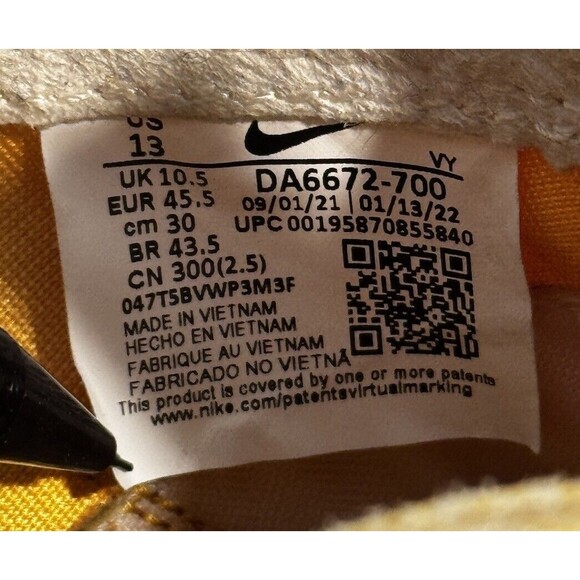 US
13
UK 10.5
EUR 45.5
cm 30
BR 43.5
CN 300(2.5)
047T5BVWP3M3F
VY
DA6672-700
09/01/21 01/13/22
UPC 00195870855840
MADE IN VIETNAM
HECHO EN VIETNAM
FABRIQUE AU VIETNAM
FABRICADO NO VIETNÃ
This product is covered by one or more patents
www.nike.com/patentsvirtualmarking